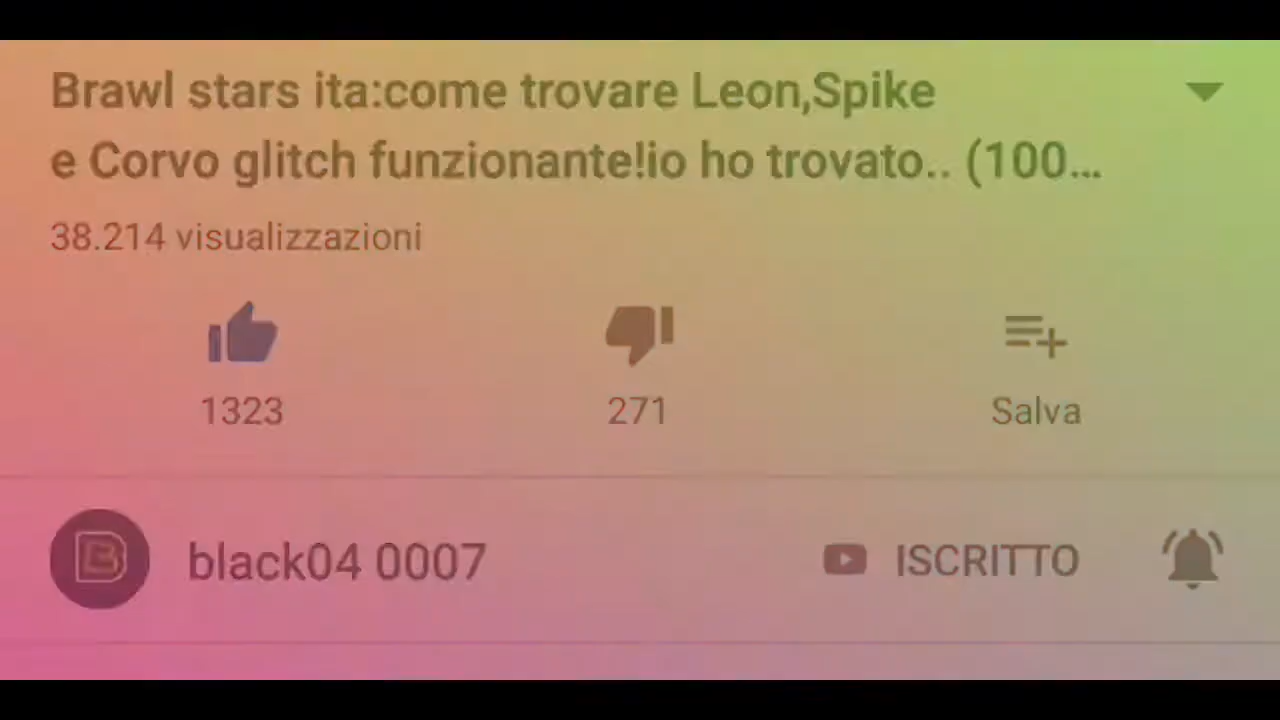 Brawl stars ita:come trovare Leon,Spike
e Corvo glitch funzionante!io ho trovato.. (100...
38.214 visualizzazioni
1323 271 Salva
B black04 0007 ISCRITTO